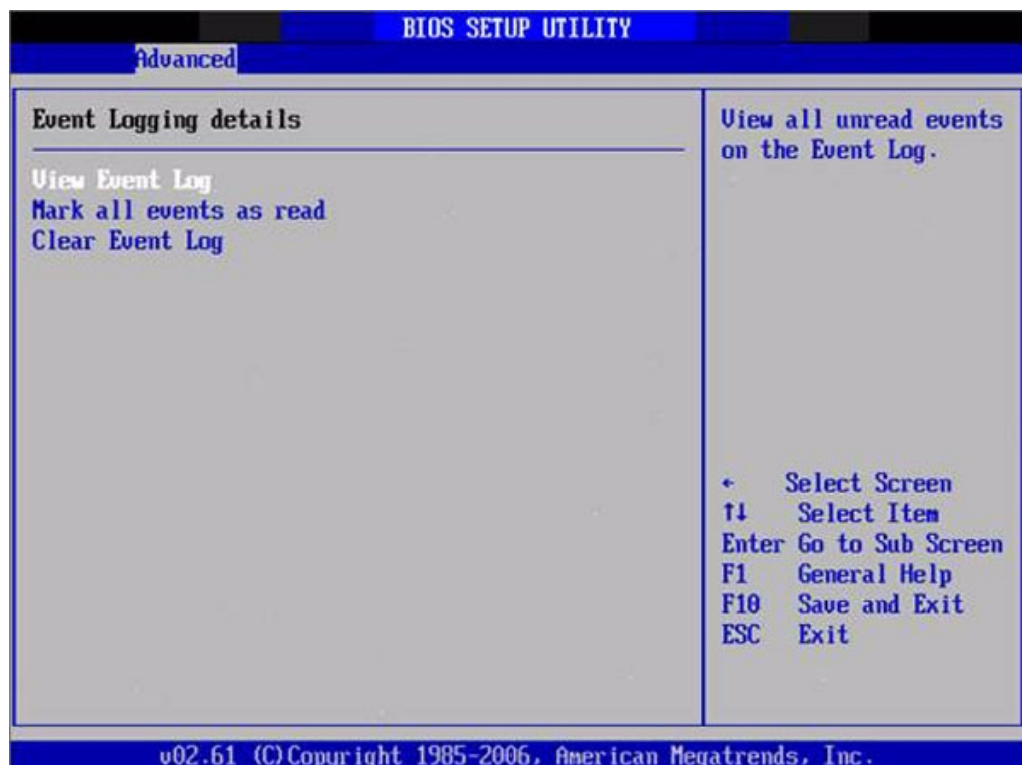 BIOS SETUP UTILITY
Advanced
Event Logging details
View Event Log
Mark all events as read
Clear Event Log
View all unread events
on the Event Log.
← Select Screen
↑↓ Select Item
Enter Go to Sub Screen
F1 General Help
F10 Save and Exit
ESC Exit
v02.61 (C)Copyright 1985-2006, American Megatrends, Inc.